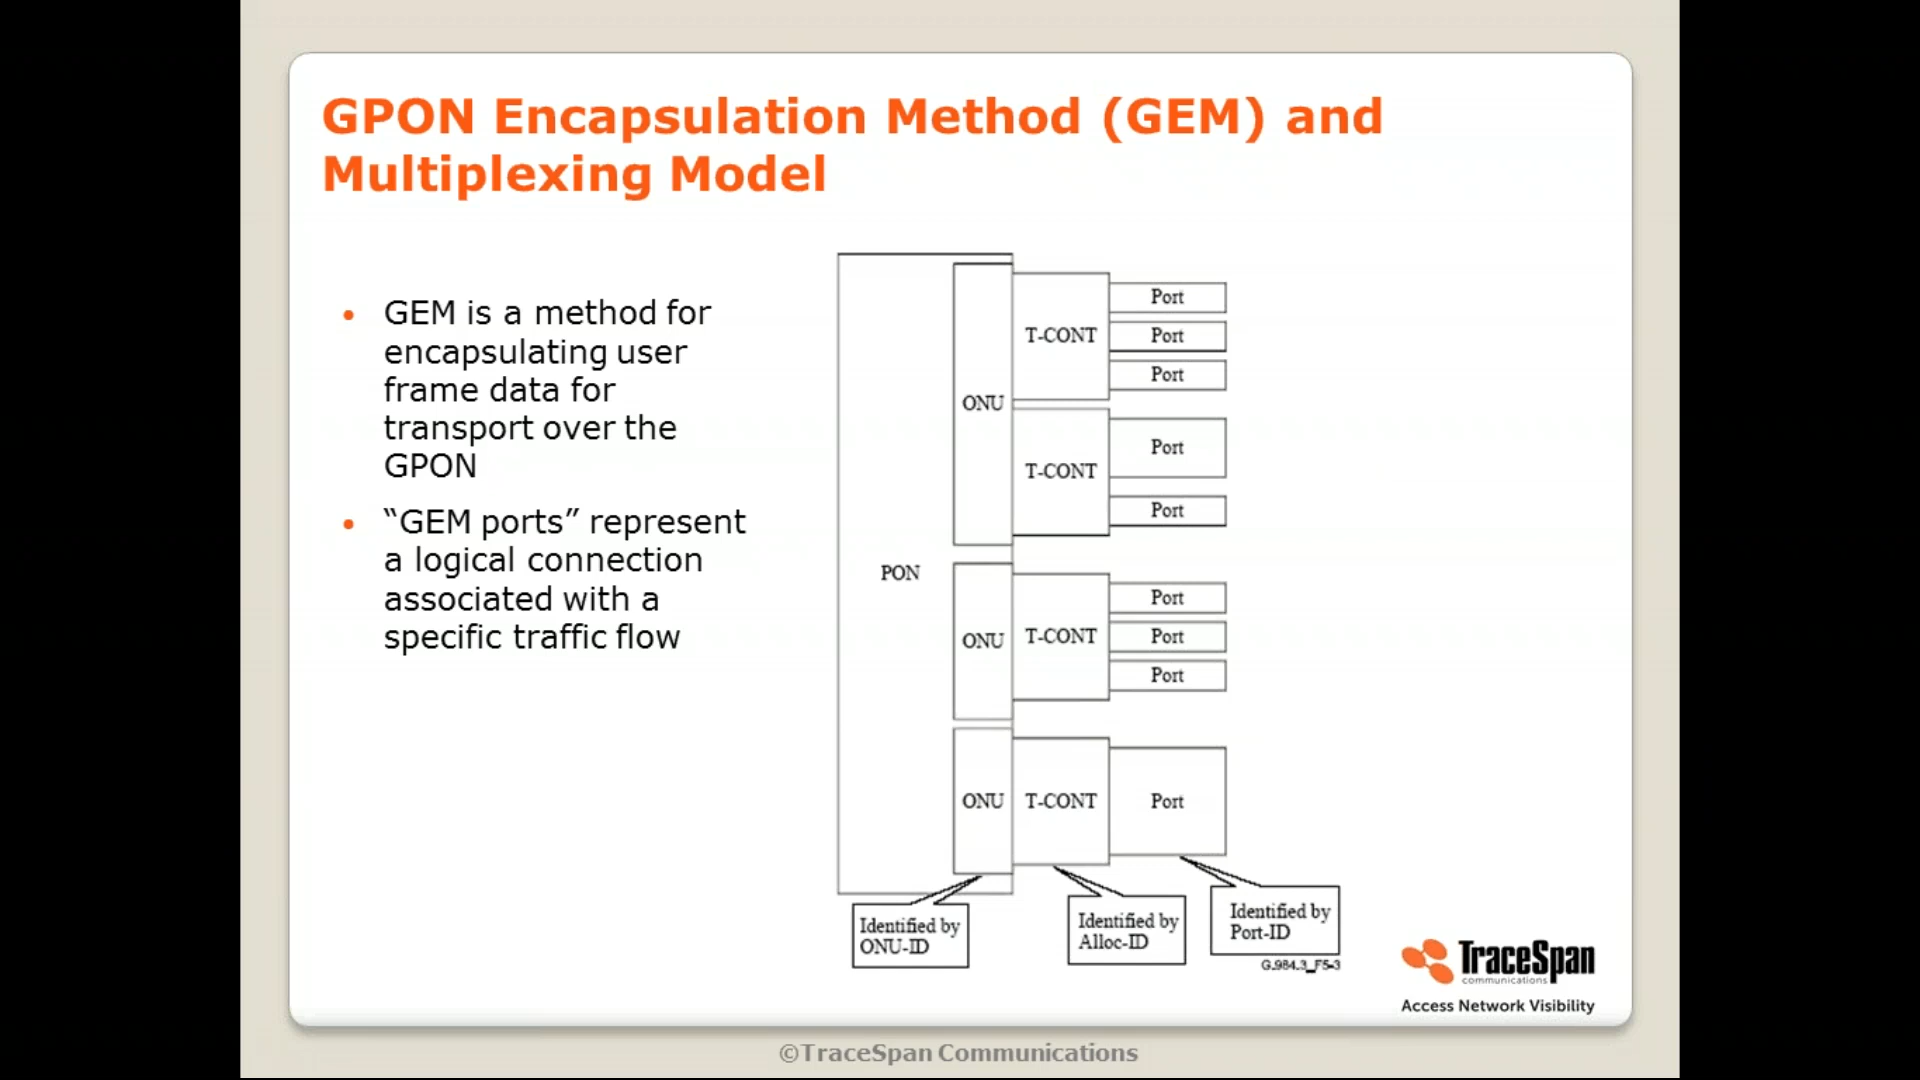 GPON Encapsulation Method (GEM) and
Multiplexing Model
• GEM is a method for
encapsulating user
frame data for
transport over the
GPON
• “GEM ports” represent
a logical connection
associated with a
specific traffic flow
PON
ONU
T-CONT
Port
Port
Port
T-CONT
Port
Port
ONU
T-CONT
Port
Port
Port
ONU
T-CONT
Port
Identified by
ONU-ID
Identified by
Alloc-ID
Identified by
Port-ID
G.984.3_F5-3
TraceSpan
communications
Access Network Visibility
©TraceSpan Communications